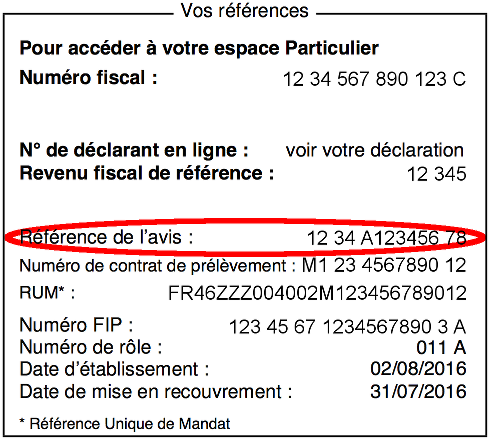 Vos références
Pour accéder à votre espace Particulier
Numéro fiscal : 12 34 567 890 123 C
N° de déclarant en ligne : voir votre déclaration
Revenu fiscal de référence : 12 345
Référence de l'avis : 12 34 A123456 78
Numéro de contrat de prélèvement : M1 23 4567890 12
RUM* : FR46ZZZ004002M123456789012
Numéro FIP : 123 45 67 1234567890 3 A
Numéro de rôle : 011 A
Date d'établissement : 02/08/2016
Date de mise en recouvrement : 31/07/2016
* Référence Unique de Mandat